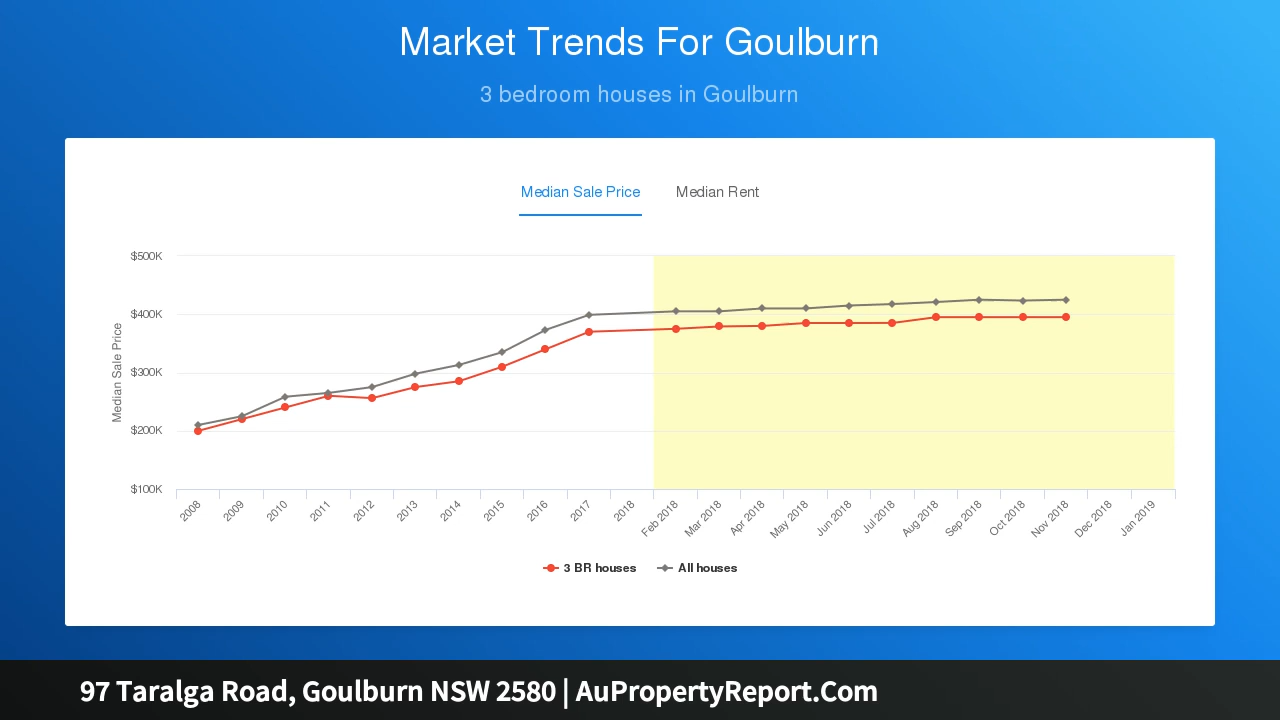 Market Trends For Goulburn
3 bedroom houses in Goulburn
Median Sale Price Median Rent
$500K
$400K
$300K
$200K
$100K
Median Sale Price
2008 2009 2010 2011 2012 2013 2014 2015 2016 2017 2018 Feb 2018 Mar 2018 Apr 2018 May 2018 Jun 2018 Jul 2018 Aug 2018 Sep 2018 Oct 2018 Nov 2018 Dec 2018 Jan 2019
3 BR houses All houses
97 Taralga Road, Goulburn NSW 2580 | AuPropertyReport.Com